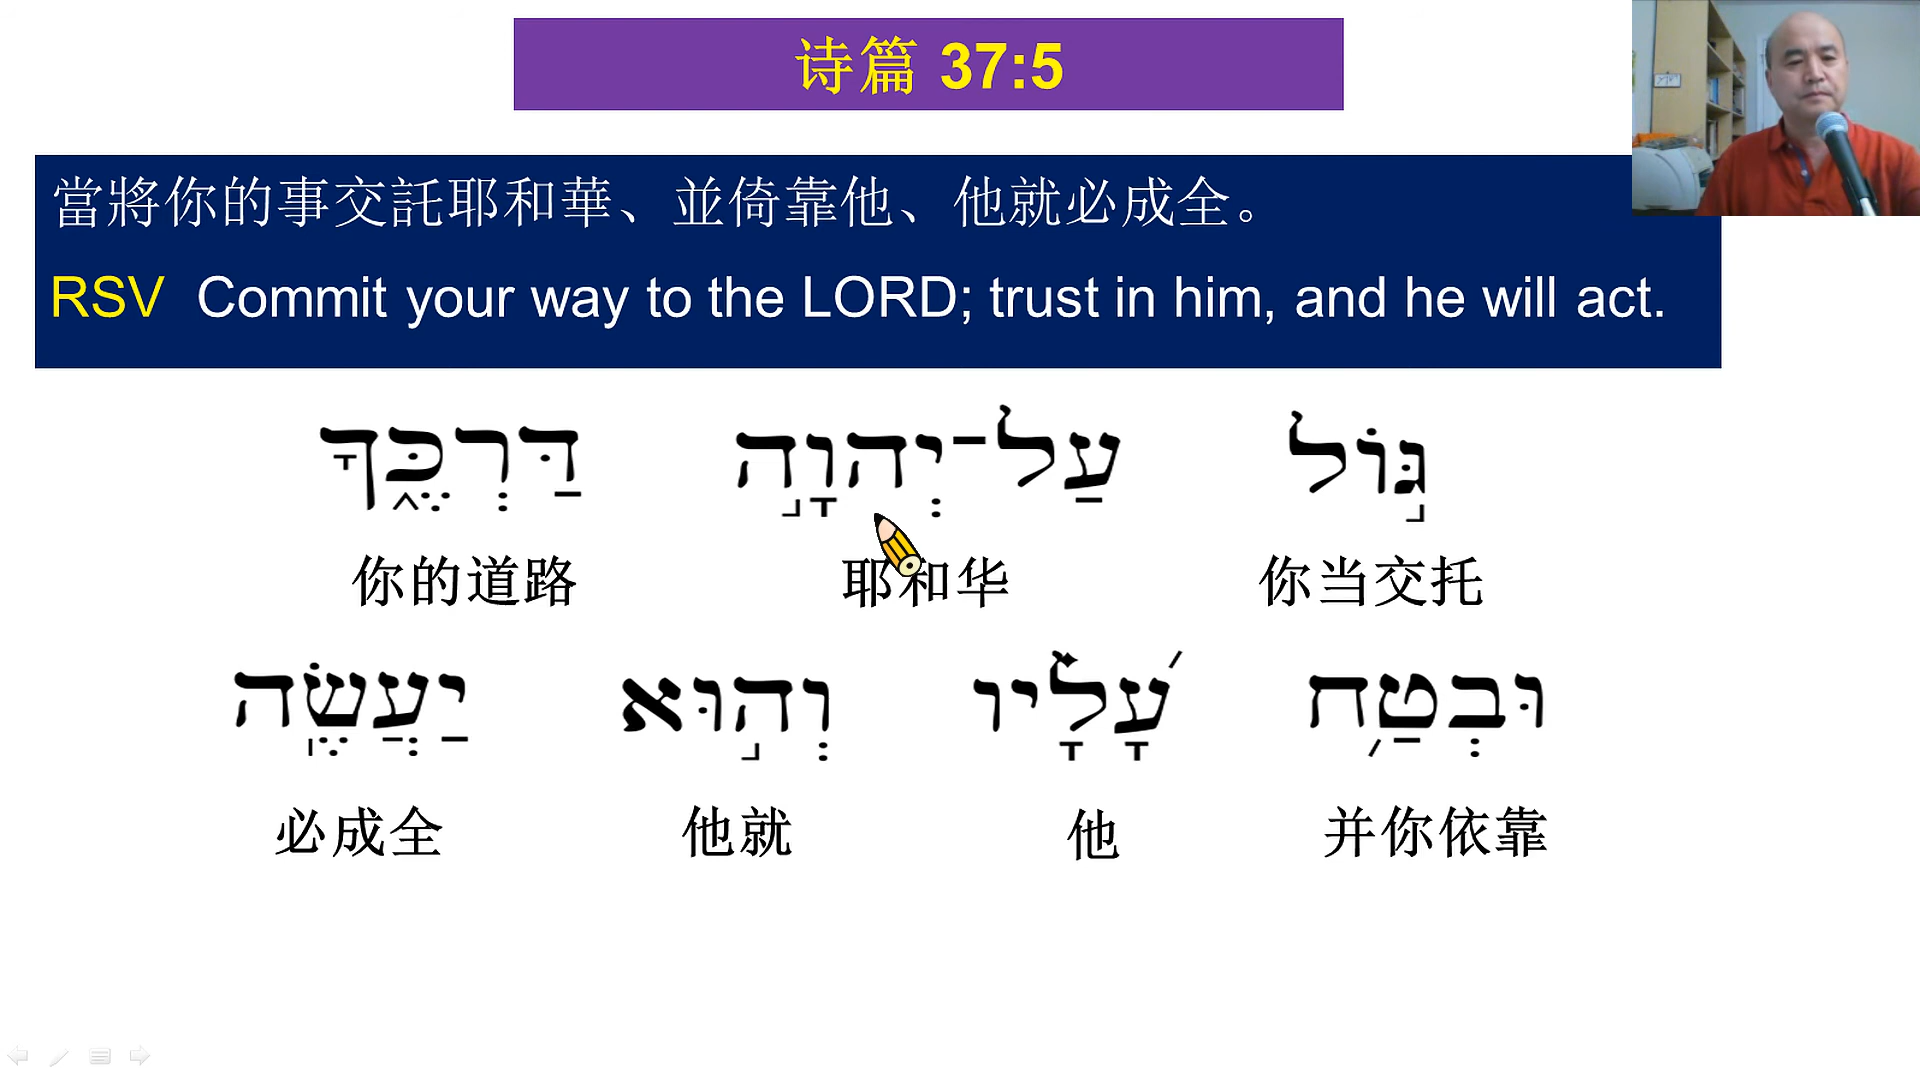 诗篇 37:5
當將你的事交託耶和華、並倚靠他、他就必成全。
RSV Commit your way to the LORD; trust in him, and he will act.
גּ֣וֹל עַל־יְהוָ֣ה דַּרְכֶּ֑ךָ
你当交托 耶和华 你的道路
וּבְטַ֥ח עָ֝לָ֗יו וְה֣וּא יַעֲשֶֽׂה
并你依靠 他 他就 必成全